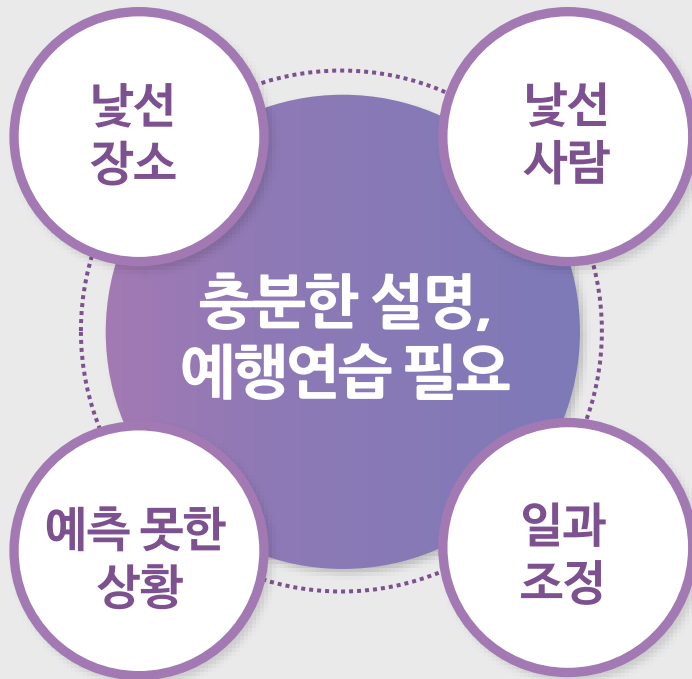 낯선
장소
낯선
사람
충분한 설명,
예행연습 필요
예측 못한
상황
일과
조정